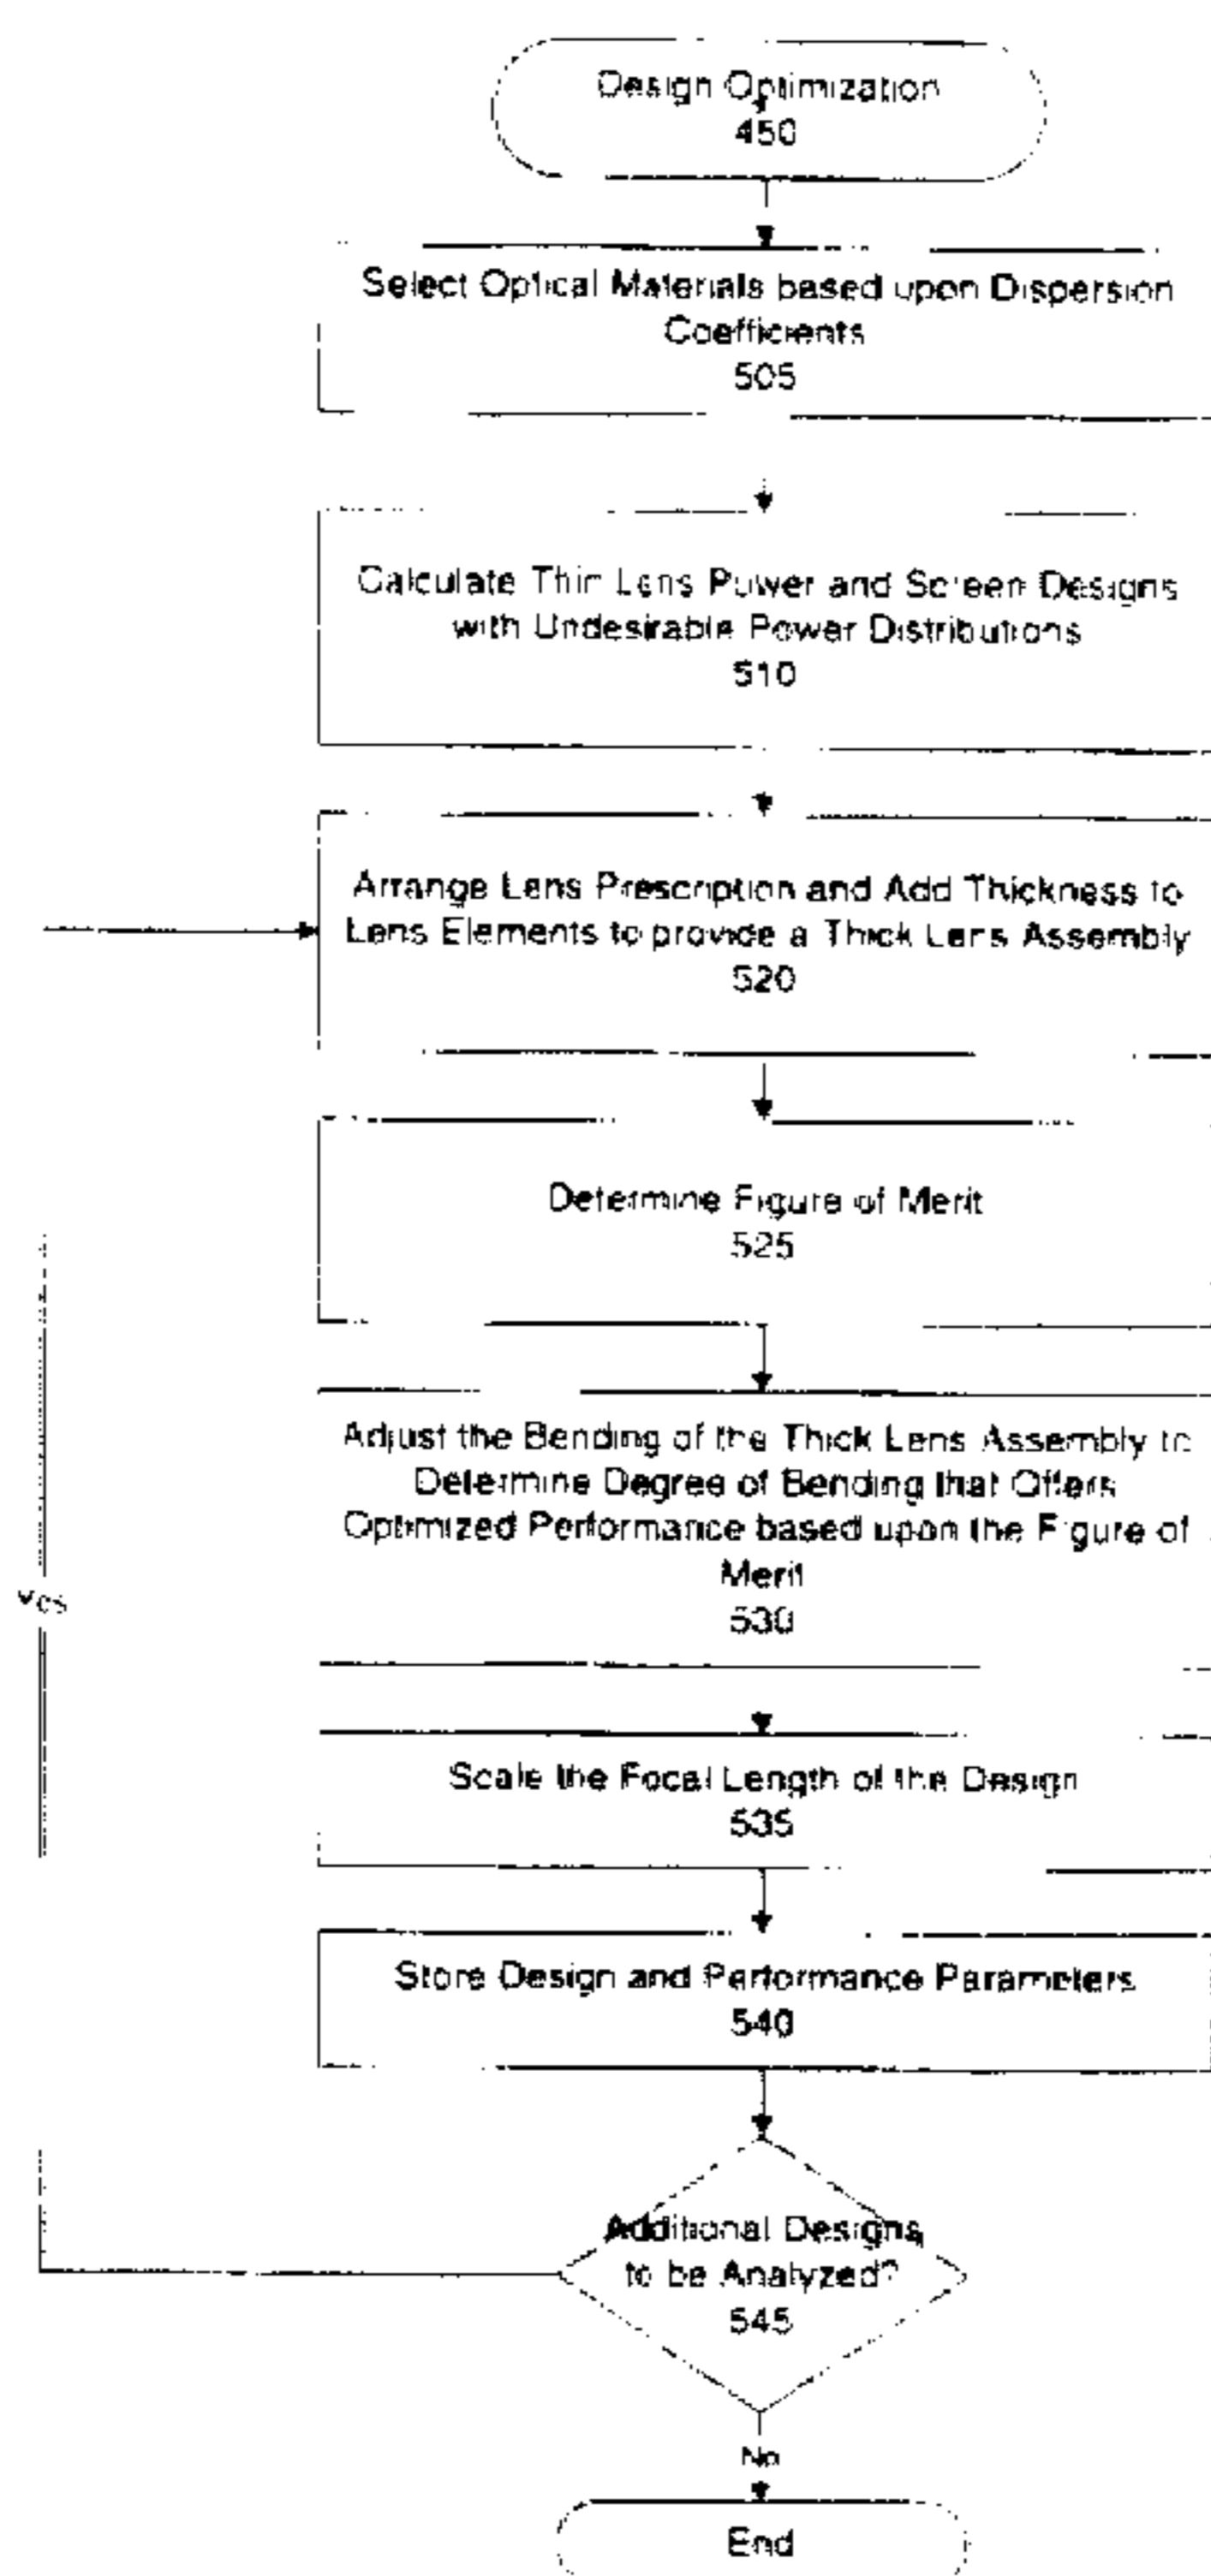 Design Optimization
450
Select Optical Materials based upon Dispersion
Coefficients
505
Calculate Thin Lens Power and Screen Designs
with Undesirable Power Distributions
510
Arrange Lens Prescription and Add Thickness to
Lens Elements to provide a Thick Lens Assembly
520
Determine Figure of Merit
525
Adjust the Bending of the Thick Lens Assembly to
Determine Degree of Bending that Offers
Optimized Performance based upon the Figure of
Merit
530
Yes
Scale the Focal Length of the Design
535
Store Design and Performance Parameters
540
Additional Designs
to be Analyzed?
545
No
End